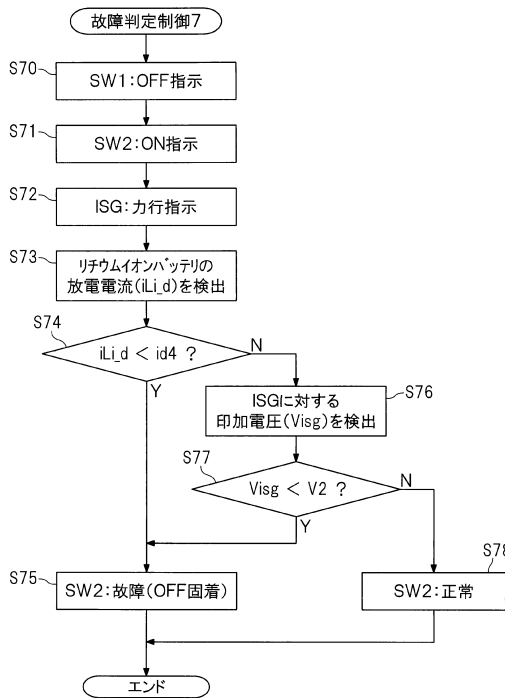 故障判定制御7
S70
SW1:OFF指示
S71
SW2:ON指示
S72
ISG:力行指示
S73
リチウムイオンバッテリの
放電電流(iLi_d)を検出
S74
iLi_d < id4 ?
N
Y
S76
ISGに対する
印加電圧(Visg)を検出
S77
Visg < V2 ?
N
Y
S75
SW2:故障(OFF固着)
S78
SW2:正常
エンド